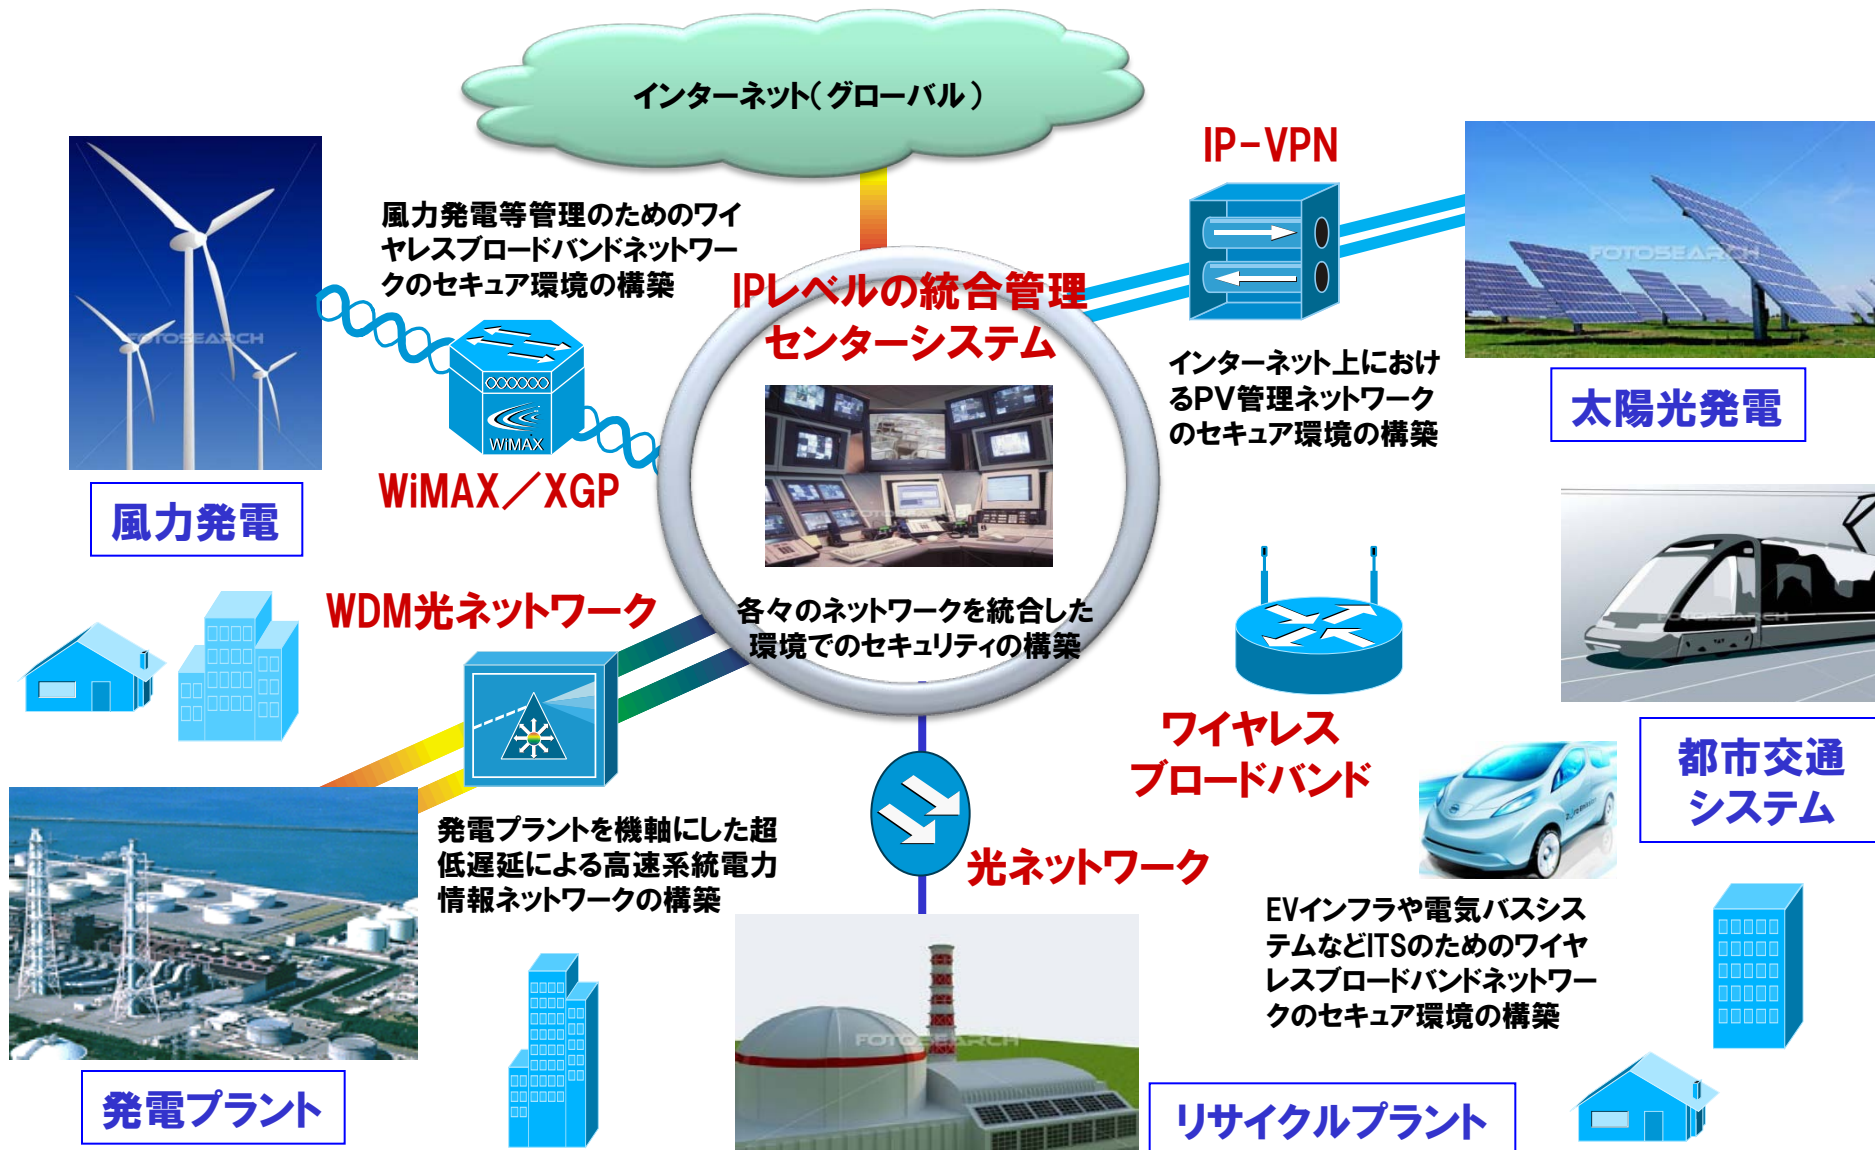 インターネット(グローバル)
IP-VPN
風力発電等管理のためのワイ
ヤレスブロードバンドネットワー
クのセキュア環境の構築
FOTOSEARCH
IPレベルの統合管理
センターシステム
FOTOSEARCH
WiMAX
インターネット上におけ
るPV管理ネットワーク
のセキュア環境の構築
太陽光発電
WiMAX/XGP
風力発電
FOTOSEARCH
WDM光ネットワーク
各々のネットワークを統合した
環境でのセキュリティの構築
FOTOSEARCH
ワイヤレス
ブロードバンド
都市交通
システム
発電プラントを機軸にした超
低遅延による高速系統電力
情報ネットワークの構築
光ネットワーク
EVインフラや電気バスシス
テムなどITSのためのワイヤ
レスブロードバンドネットワー
クのセキュア環境の構築
FOTOSEARCH
発電プラント
リサイクルプラント